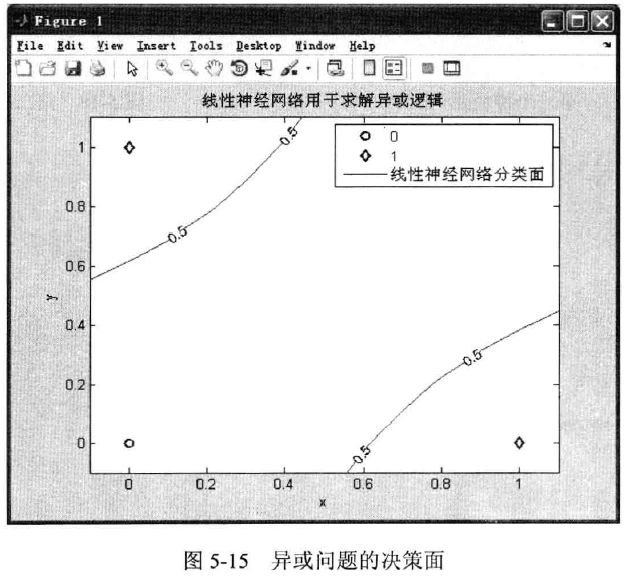 Figure 1
File Edit View Insert Tools Desktop Window Help
线性神经网络用于求解异或逻辑
0
1
线性神经网络分类面
0.5
0.5
0.5
0.5
1
0.8
0.6
0.4
0.2
0
y
0 0.2 0.4 0.6 0.8 1
x
图 5-15 异或问题的决策面